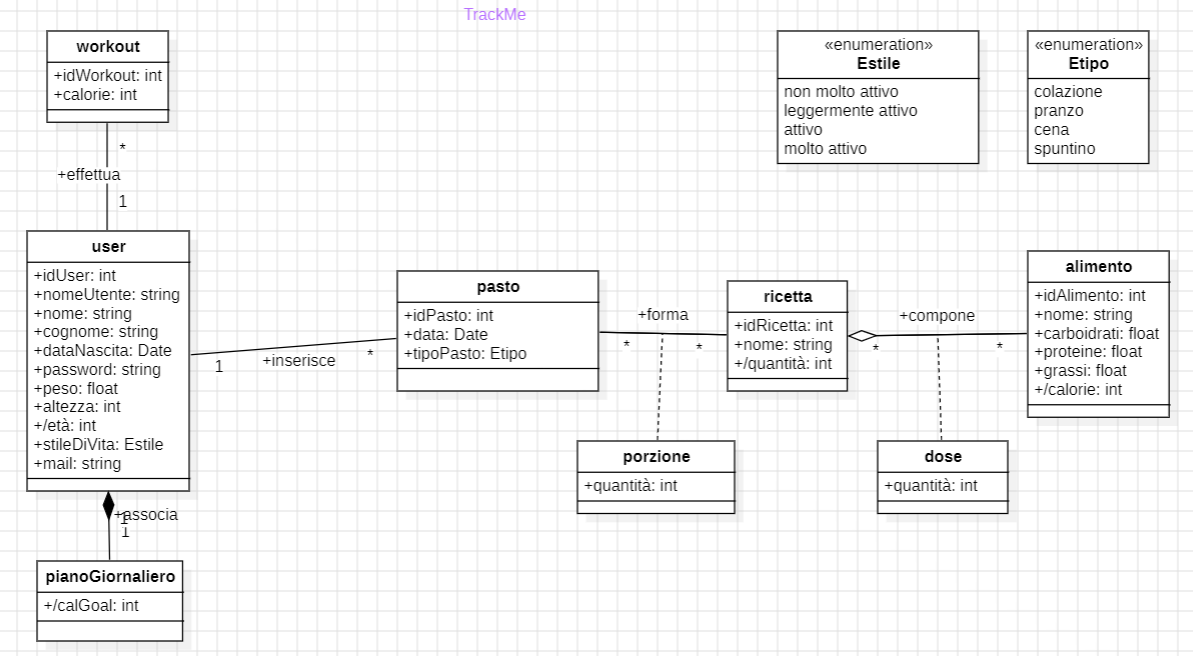 TrackMe
workout
+idWorkout: int
+calorie: int
*
+effettua
1
«enumeration»
Estile
non molto attivo
leggermente attivo
attivo
molto attivo
«enumeration»
Etipo
colazione
pranzo
cena
spuntino
user
+idUser: int
+nomeUtente: string
+nome: string
+cognome: string
+dataNascita: Date
+password: string
+peso: float
+altezza: int
+/età: int
+stileDiVita: Estile
+mail: string
1
+inserisce
*
pasto
+idPasto: int
+data: Date
+tipoPasto: Etipo
+forma
*
*
ricetta
+idRicetta: int
+nome: string
+/quantità: int
+compone
*
*
alimento
+idAlimento: int
+nome: string
+carboidrati: float
+proteine: float
+grassi: float
+/calorie: int
porzione
+quantità: int
dose
+quantità: int
+associa
1
1
pianoGiornaliero
+/calGoal: int